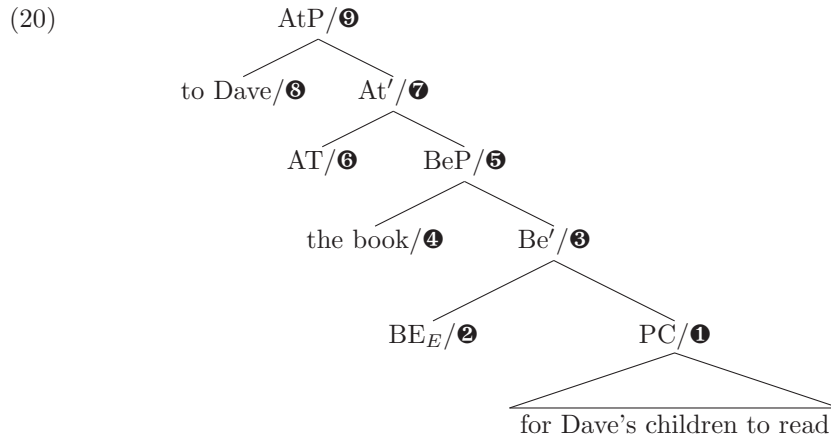 (20)
AtP/❾
to Dave/❽ At′/❼
AT/❻ BeP/❺
the book/❹ Be′/❸
BE_E/❷ PC/❶
for Dave's children to read